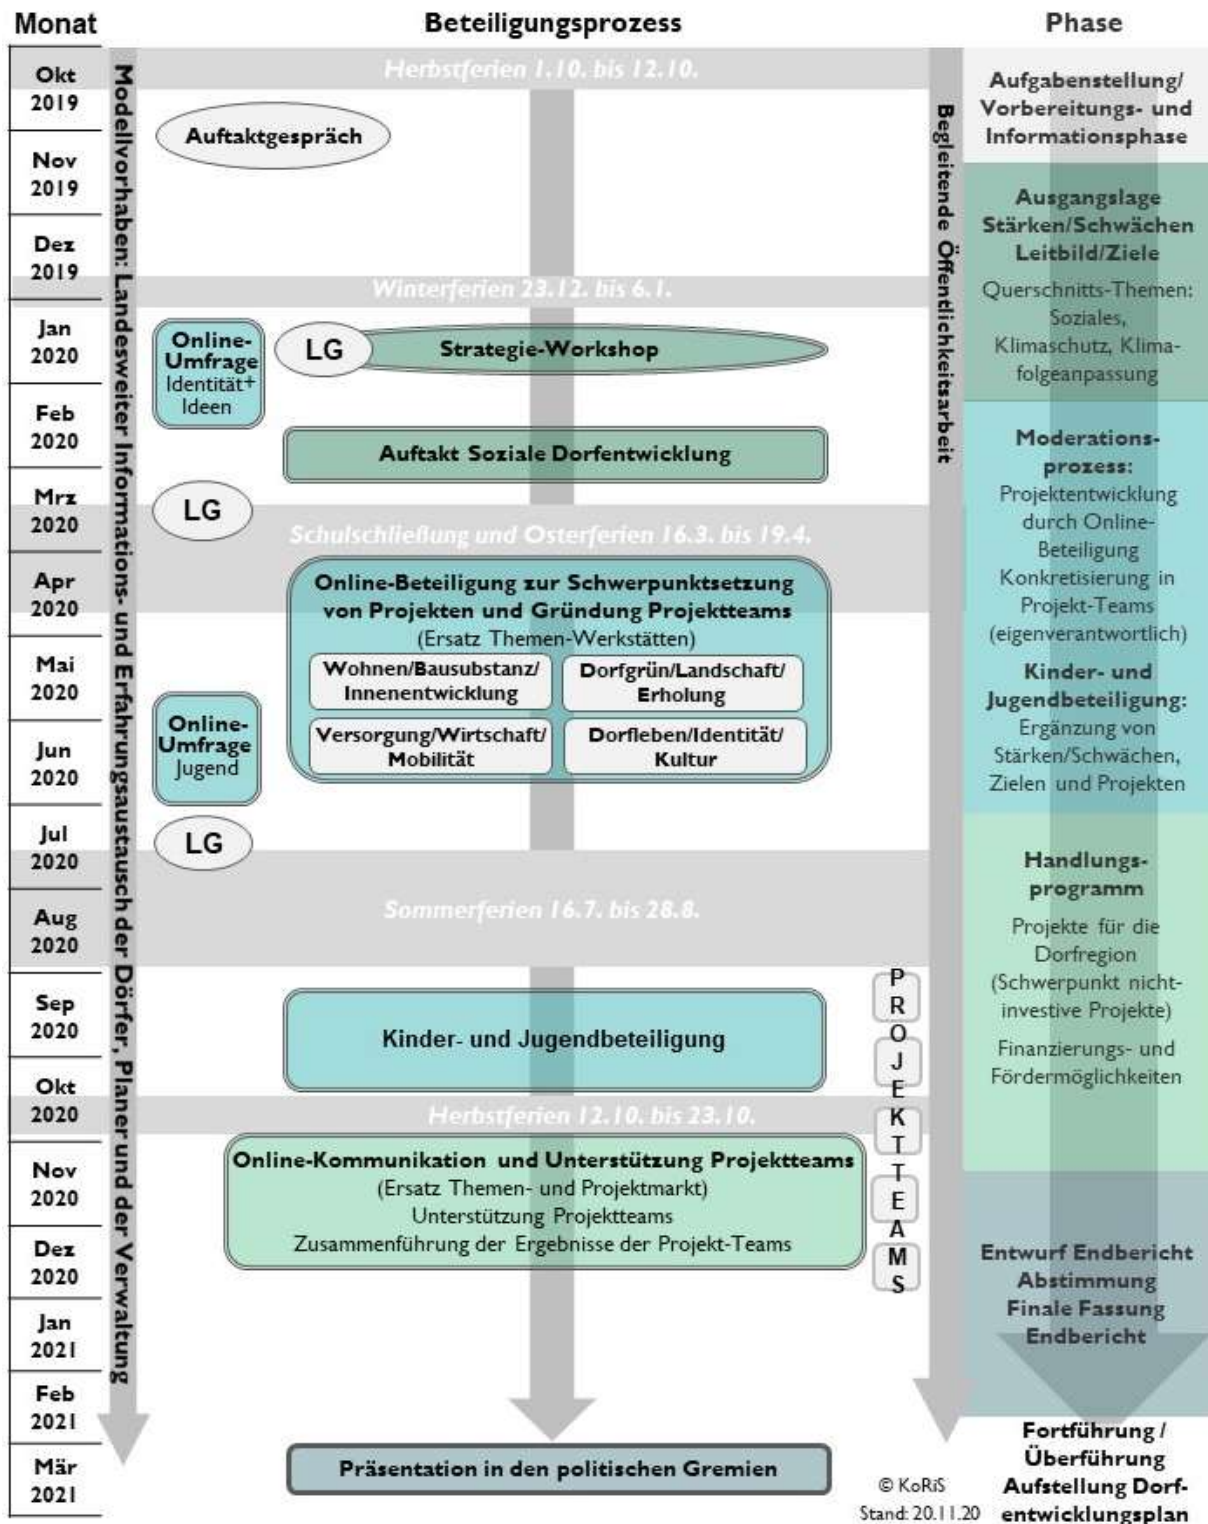 Monat
Beteiligungsprozess
Phase
Okt
2019
Nov
2019
Dez
2019
Jan
2020
Feb
2020
Mrz
2020
Apr
2020
Mai
2020
Jun
2020
Jul
2020
Aug
2020
Sep
2020
Okt
2020
Nov
2020
Dez
2020
Jan
2021
Feb
2021
Mär
2021
Modellvorhaben: Landesweiter Informations- und Erfahrungsaustausch der Dörfer, Planer und der Verwaltung
Herbstferien 1.10. bis 12.10.
Auftaktgespräch
Winterferien 23.12. bis 6.1.
Online-
Umfrage
Identität+
Ideen
LG
Strategie-Workshop
Auftakt Soziale Dorfentwicklung
LG
Schulschließung und Osterferien 16.3. bis 19.4.
Online-Beteiligung zur Schwerpunktsetzung
von Projekten und Gründung Projektteams
(Ersatz Themen-Werkstätten)
Wohnen/Bausubstanz/
Innenentwicklung
Dorfgrün/Landschaft/
Erholung
Versorgung/Wirtschaft/
Mobilität
Dorfleben/Identität/
Kultur
Online-
Umfrage
Jugend
LG
Sommerferien 16.7. bis 28.8.
Kinder- und Jugendbeteiligung
Herbstferien 12.10. bis 23.10.
Online-Kommunikation und Unterstützung Projektteams
(Ersatz Themen- und Projektmarkt)
Unterstützung Projektteams
Zusammenführung der Ergebnisse der Projekt-Teams
PROJEKTTEAMS
Präsentation in den politischen Gremien
Begleitende Öffentlichkeitsarbeit
Aufgabenstellung/
Vorbereitungs- und
Informationsphase
Ausgangslage
Stärken/Schwächen
Leitbild/Ziele
Querschnitts-Themen:
Soziales,
Klimaschutz, Klima-
folgeanpassung
Moderations-
prozess:
Projektentwicklung
durch Online-
Beteiligung
Konkretisierung in
Projekt-Teams
(eigenverantwortlich)
Kinder- und
Jugendbeteiligung:
Ergänzung von
Stärken/Schwächen,
Zielen und Projekten
Handlungs-
programm
Projekte für die
Dorfregion
(Schwerpunkt nicht-
investive Projekte)
Finanzierungs- und
Fördermöglichkeiten
Entwurf Endbericht
Abstimmung
Finale Fassung
Endbericht
Fortführung /
Überführung
Aufstellung Dorf-
entwicklungsplan
© KoRiS
Stand: 20.11.20